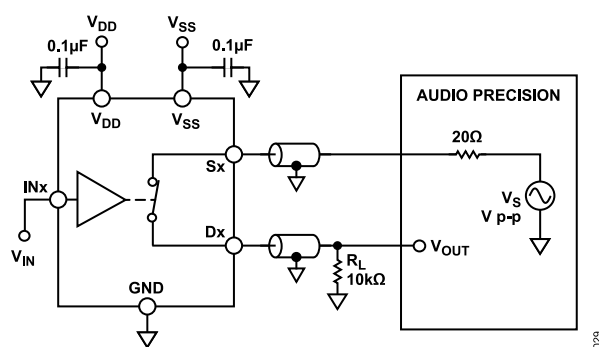 VDD
VSS
0.1µF
0.1µF
VDD
VSS
AUDIO PRECISION
20Ω
Sx
INx
VS
V p-p
Dx
VOUT
VIN
RL
10kΩ
GND
029